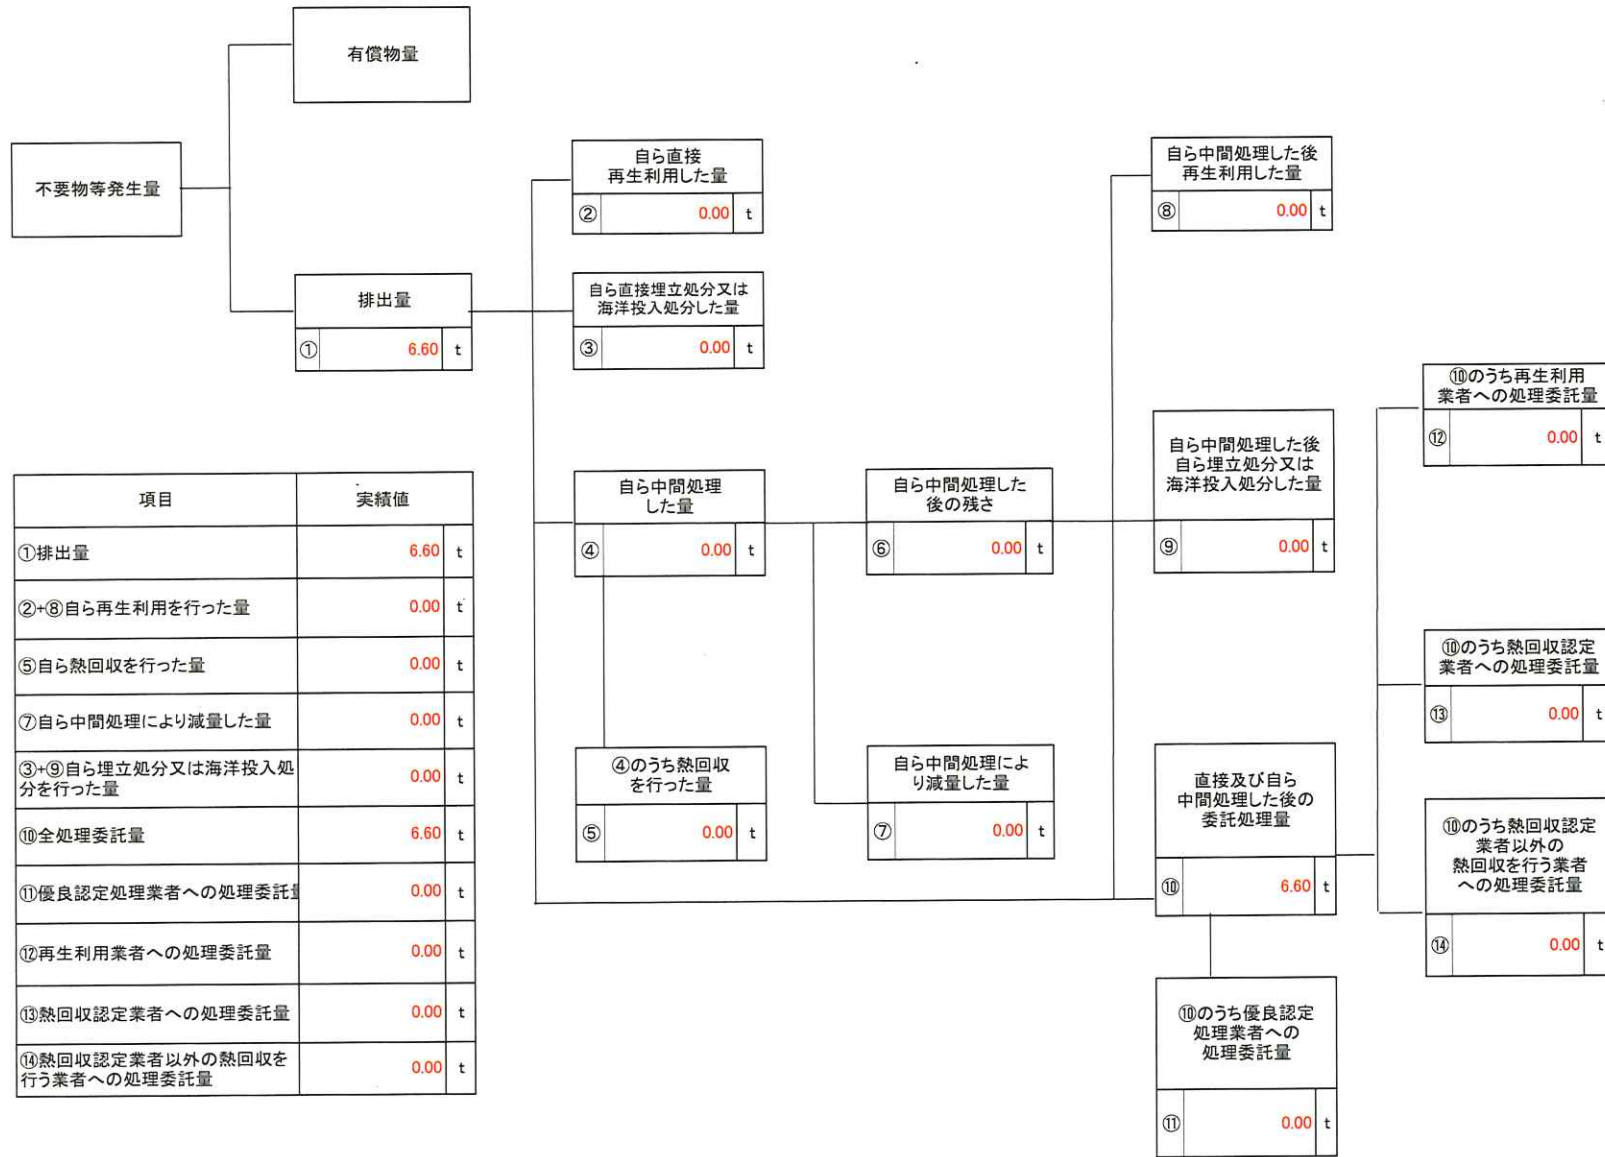 有償物量
不要物等発生量
排出量
① 6.60 t
自ら直接
再生利用した量
② 0.00 t
自ら直接埋立処分又は
海洋投入処分した量
③ 0.00 t
自ら中間処理
した量
④ 0.00 t
④のうち熱回収
を行った量
⑤ 0.00 t
自ら中間処理した
後の残さ
⑥ 0.00 t
自ら中間処理によ
り減量した量
⑦ 0.00 t
自ら中間処理した後
再生利用した量
⑧ 0.00 t
自ら中間処理した後
自ら埋立処分又は
海洋投入処分した量
⑨ 0.00 t
直接及び自ら
中間処理した後の
委託処理量
⑩ 6.60 t
⑩のうち優良認定
処理業者への
処理委託量
⑪ 0.00 t
⑩のうち再生利用
業者への処理委託量
⑫ 0.00 t
⑩のうち熱回収認定
業者への処理委託量
⑬ 0.00 t
⑩のうち熱回収認定
業者以外の
熱回収を行う業者
への処理委託量
⑭ 0.00 t
項目 実績値
①排出量 6.60 t
②+⑧自ら再生利用を行った量 0.00 t
⑤自ら熱回収を行った量 0.00 t
⑦自ら中間処理により減量した量 0.00 t
③+⑨自ら埋立処分又は海洋投入処
分を行った量 0.00 t
⑩全処理委託量 6.60 t
⑪優良認定処理業者への処理委託量 0.00 t
⑫再生利用業者への処理委託量 0.00 t
⑬熱回収認定業者への処理委託量 0.00 t
⑭熱回収認定業者以外の熱回収を
行う業者への処理委託量 0.00 t